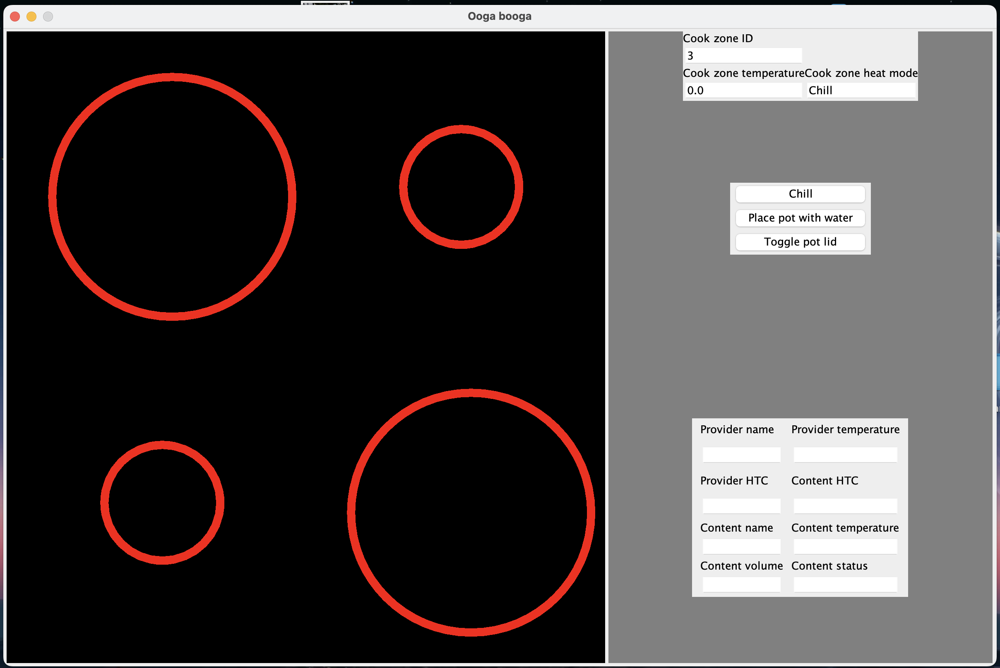 Ooga booga
Cook zone ID
3
Cook zone temperature Cook zone heat mode
0.0 Chill
Chill
Place pot with water
Toggle pot lid
Provider name Provider temperature
Provider HTC Content HTC
Content name Content temperature
Content volume Content status